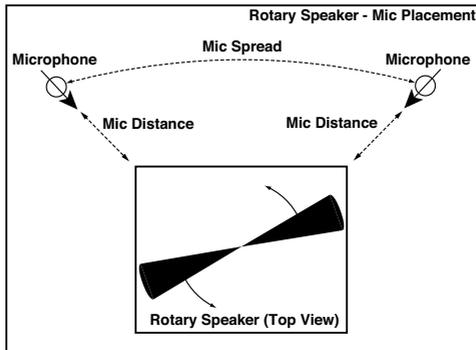 Rotary Speaker - Mic Placement
Mic Spread
Microphone
Microphone
Mic Distance
Mic Distance
Rotary Speaker (Top View)